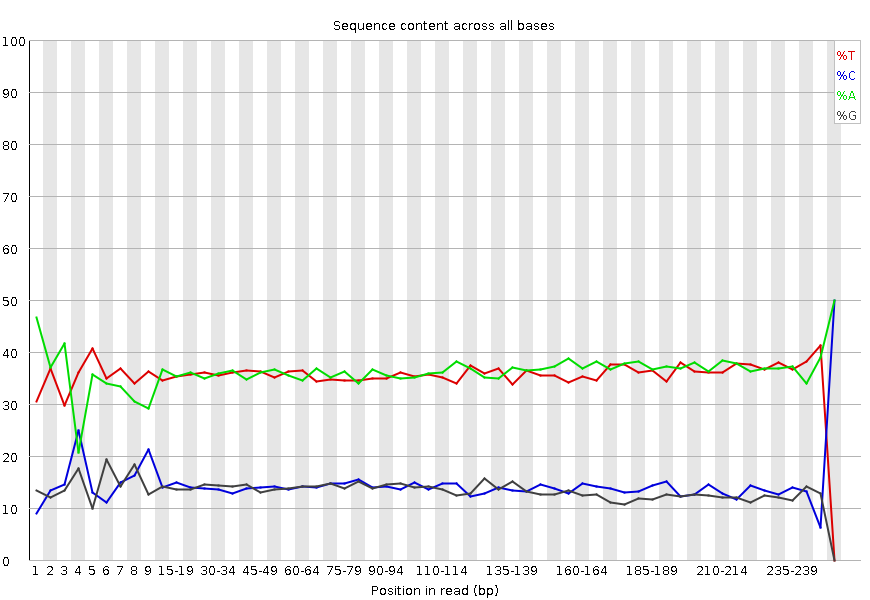 Sequence content across all bases
100
90
80
70
60
50
40
30
20
10
0
%T
%C
%A
%G
1 2 3 4 5 6 7 8 9 15-19 30-34 45-49 60-64 75-79 90-94 110-114 135-139 160-164 185-189 210-214 235-239
Position in read (bp)